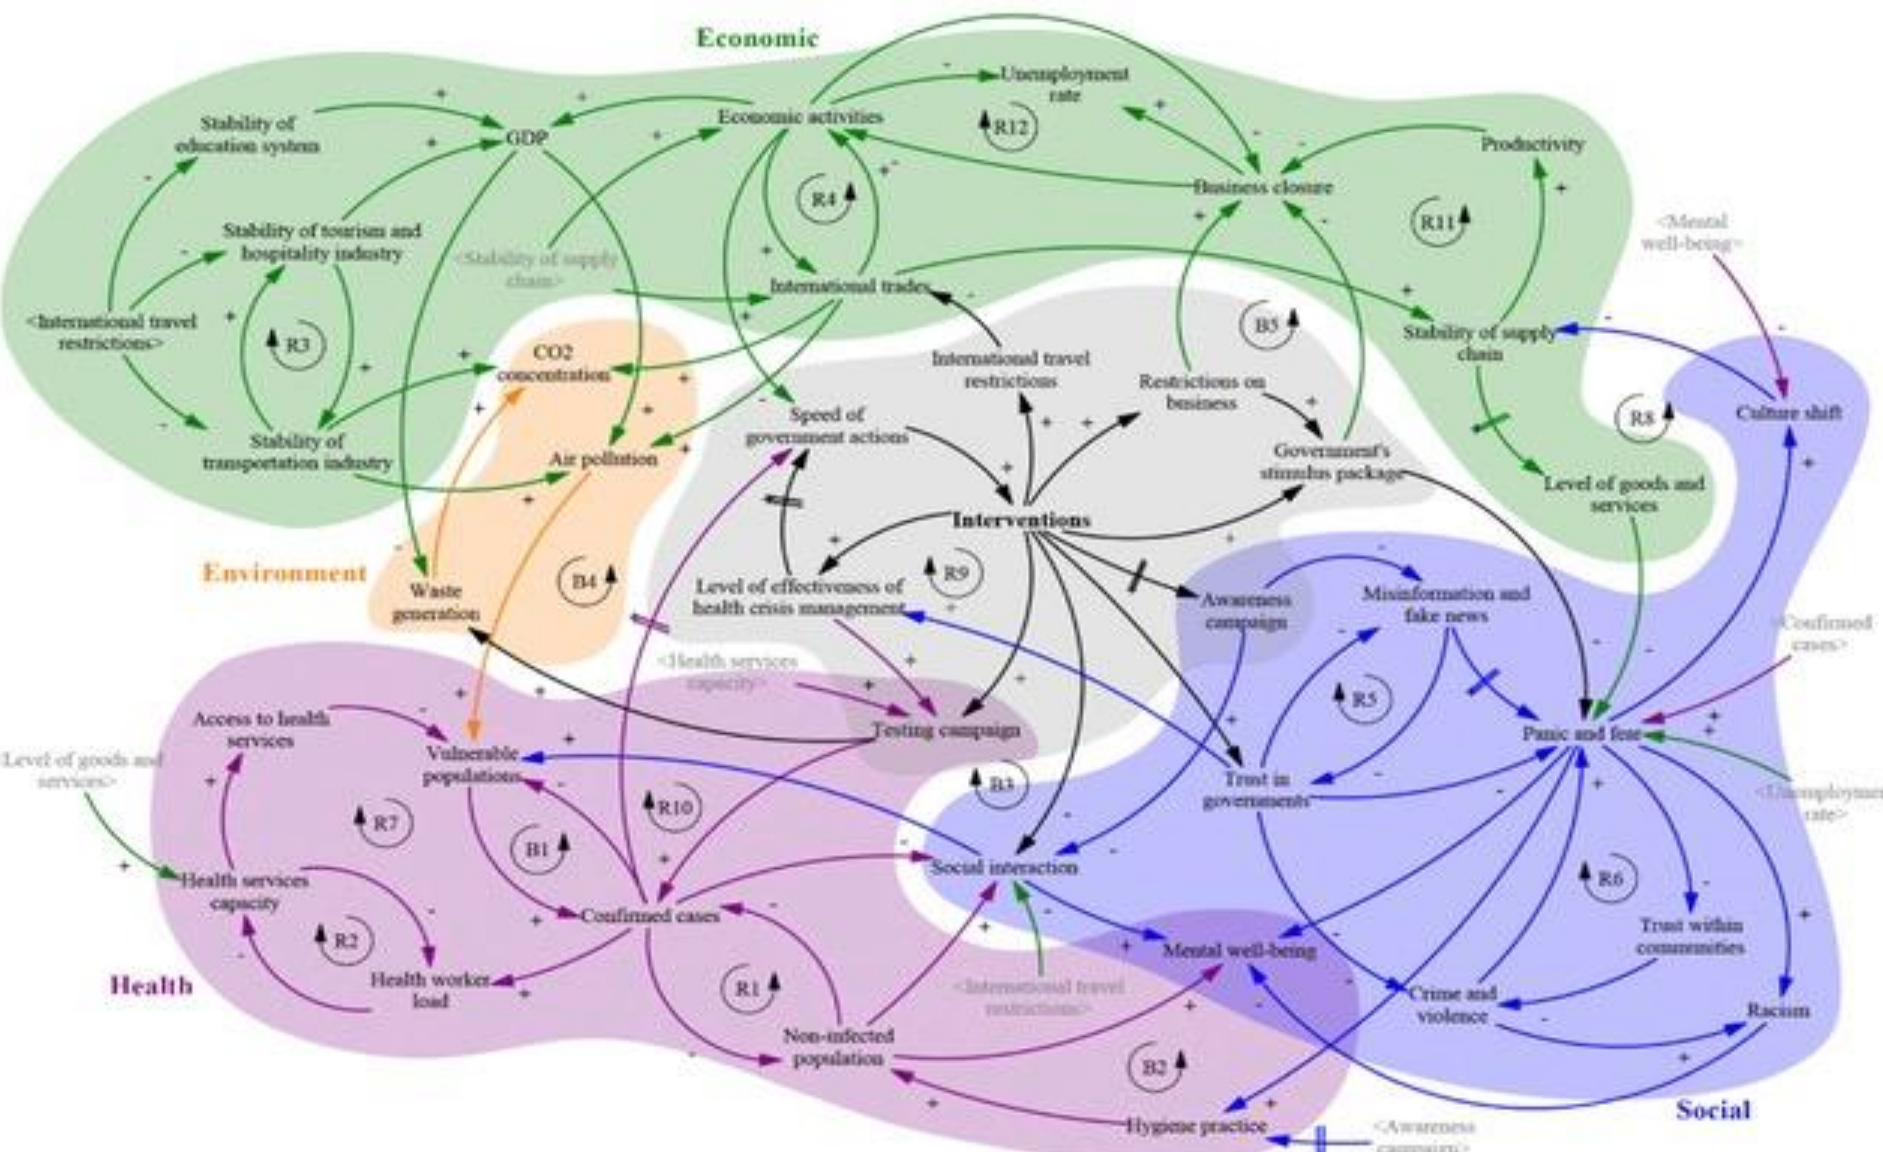 Economic
Unemployment
rate
Economic activities
R12
Stability of
education system
GDP
Productivity
Business closure
R4
R11
<Mental
well-being>
Stability of tourism and
hospitality industry
<Stability of supply
chain>
International trades
<International travel
restrictions>
R3
B5
Stability of supply
chain
CO2
concentration
International travel
restrictions
Restrictions on
business
Speed of
government actions
R8
Culture shift
Stability of
transportation industry
Air pollution
Government's
stimulus package
Level of goods and
services
Interventions
Environment
B4
Waste
generation
Level of effectiveness of
health crisis management
R9
Awareness
campaign
Misinformation and
fake news
<Confirmed
cases>
<Health services
capacity>
R5
Access to health
services
Testing campaign
Panic and fear
Level of goods and
services>
Vulnerable
populations
Trust in
governments
B3
R7
R10
B1
Social interaction
R6
Health services
capacity
Confirmed cases
Trust within
communities
R2
Mental well-being
Health
Health worker
load
R1
<International travel
restrictions>
Crime and
violence
Racism
Non-infected
population
B2
Social
Hygiene practice
<Awareness
campaign>